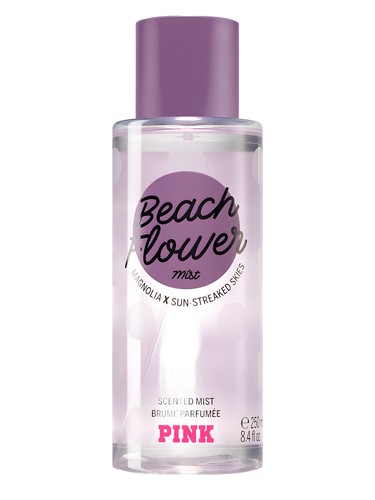 Beach
Flower
Mist
MAGNOLIA X SUN-STREAKED SKIES
SCENTED MIST
BRUME PARFUMÉE
PINK
℮ 250 m
8.4 fl oz